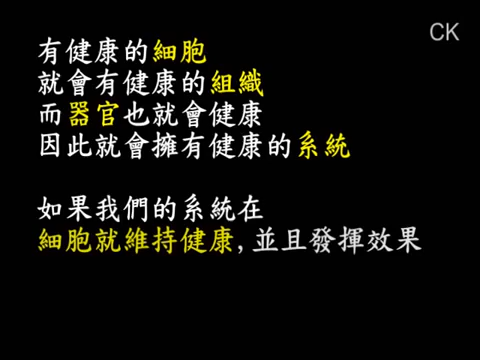 CK
有健康的細胞
就會有健康的組織
而器官也就會健康
因此就會擁有健康的系統
如果我們的系統在
細胞就維持健康, 並且發揮效果